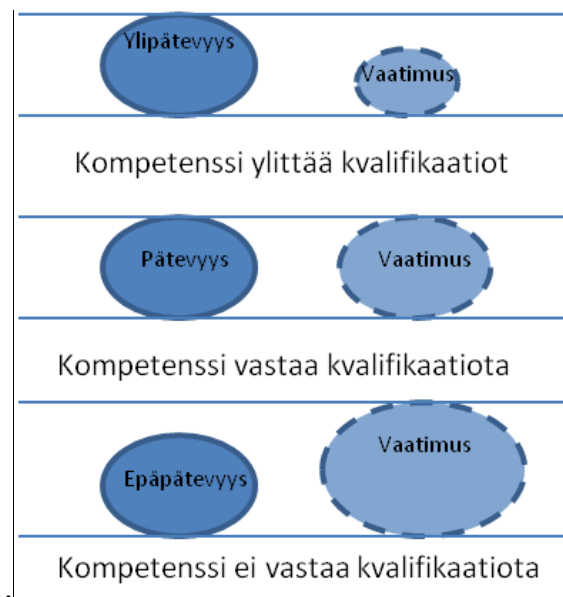 Ylipätevyys Vaatimus
Kompetenssi ylittää kvalifikaatiot
Pätevyys Vaatimus
Kompetenssi vastaa kvalifikaatiota
Vaatimus
Epäpätevyys
Kompetenssi ei vastaa kvalifikaatiota